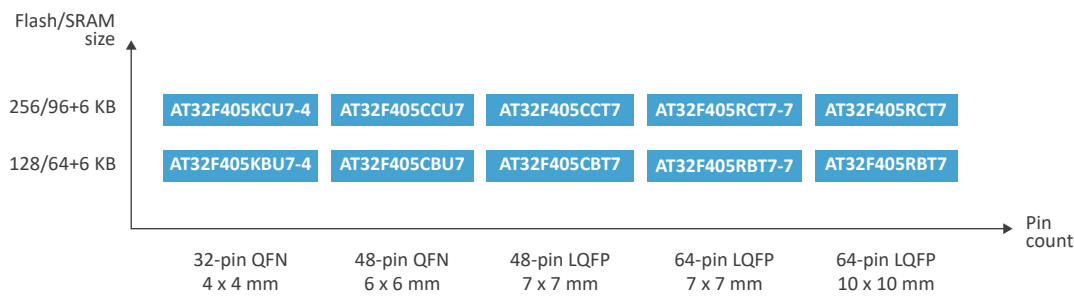 Flash/SRAM
size
256/96+6 KB
AT32F405KCU7-4 AT32F405CCU7 AT32F405CCT7 AT32F405RCT7-7 AT32F405RCT7
128/64+6 KB
AT32F405KBU7-4 AT32F405CBU7 AT32F405CBT7 AT32F405RBT7-7 AT32F405RBT7
Pin
count
32-pin QFN 48-pin QFN 48-pin LQFP 64-pin LQFP 64-pin LQFP
4 x 4 mm 6 x 6 mm 7 x 7 mm 7 x 7 mm 10 x 10 mm